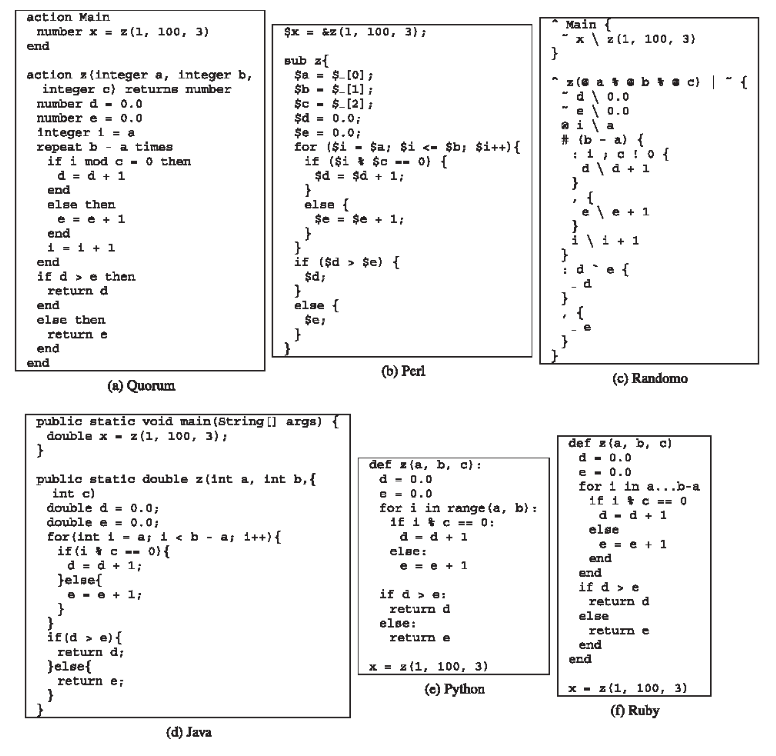 action Main
number x = z(1, 100, 3)
end
action z(integer a, integer b,
integer c) returns number
number d = 0.0
number e = 0.0
integer i = a
repeat b - a times
if i mod c = 0 then
d = d + 1
end
else then
e = e + 1
end
i = i + 1
end
if d > e then
return d
end
else then
return e
end
end
(a) Quorum
$x = &z(1, 100, 3);
sub z{
$a = $_[0];
$b = $_[1];
$c = $_[2];
$d = 0.0;
$e = 0.0;
for ($i = $a; $i <= $b; $i++){
if ($i % $c == 0) {
$d = $d + 1;
}
else {
$e = $e + 1;
}
}
if ($d > $e) {
$d;
}
else {
$e;
}
}
(b) Perl
^ Main {
~ x \ z(1, 100, 3)
}
^ z(@ a % @ b % @ c) | ~ {
~ d \ 0.0
~ e \ 0.0
@ i \ a
# (b - a) {
: i ; c ! 0 {
d \ d + 1
}
, {
e \ e + 1
}
i \ i + 1
}
: d ` e {
_ d
}
, {
_ e
}
}
(c) Randomo
public static void main(String[] args) {
double x = z(1, 100, 3);
}
public static double z(int a, int b,{
int c)
double d = 0.0;
double e = 0.0;
for(int i = a; i < b - a; i++){
if(i % c == 0){
d = d + 1;
}else{
e = e + 1;
}
}
if(d > e){
return d;
}else{
return e;
}
}
(d) Java
def z(a, b, c):
d = 0.0
e = 0.0
for i in range(a, b):
if i % c == 0:
d = d + 1
else:
e = e + 1
if d > e:
return d
else:
return e
x = z(1, 100, 3)
(e) Python
def z(a, b, c)
d = 0.0
e = 0.0
for i in a...b-a
if i % c == 0
d = d + 1
else
e = e + 1
end
end
if d > e
return d
else
return e
end
end
x = z(1, 100, 3)
(f) Ruby